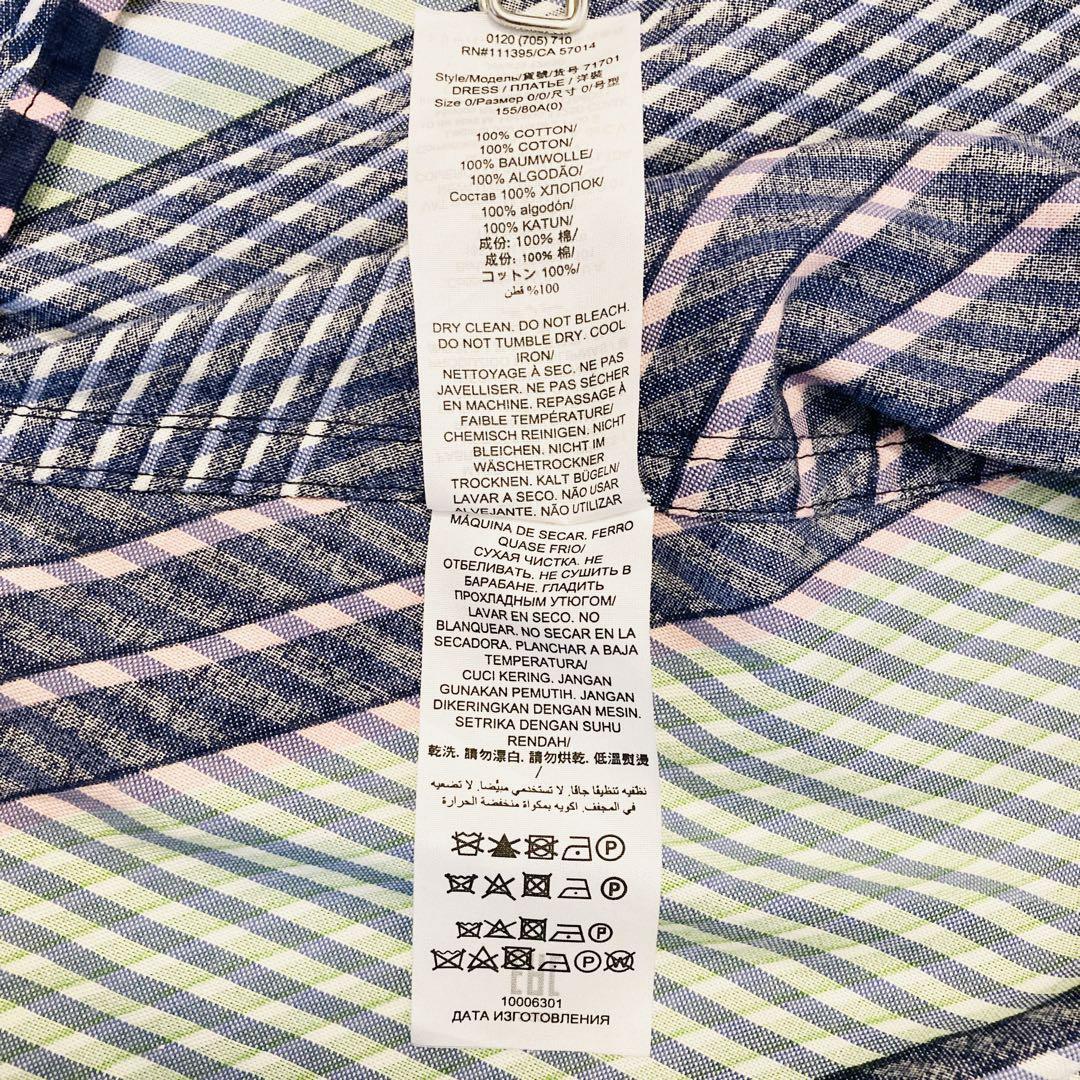 0120 (705) 710
RN#111395/CA 57014
Style/Модель/貨號/货号 71701
DRESS / ПЛАТЬЕ / 洋裝
Size 0/Размер 0/0/尺寸 0/号型
155/80A(0)
100% COTTON/
100% COTON/
100% BAUMWOLLE/
100% ALGODÃO/
Состав 100% ХЛОПОК/
100% algodón/
100% KATUN/
成份: 100% 棉/
成份: 100% 棉/
コットン 100%/
%100 قطن
DRY CLEAN. DO NOT BLEACH.
DO NOT TUMBLE DRY. COOL
IRON/
NETTOYAGE À SEC. NE PAS
JAVELLISER. NE PAS SÉCHER
EN MACHINE. REPASSAGE À
FAIBLE TEMPÉRATURE/
CHEMISCH REINIGEN. NICHT
BLEICHEN. NICHT IM
WÄSCHETROCKNER
TROCKNEN. KALT BÜGELN/
LAVAR A SECO. NÃO USAR
ALVEJANTE. NÃO UTILIZAR
MÁQUINA DE SECAR. FERRO
QUASE FRIO/
СУХАЯ ЧИСТКА. НЕ
ОТБЕЛИВАТЬ. НЕ СУШИТЬ В
БАРАБАНЕ. ГЛАДИТЬ
ПРОХЛАДНЫМ УТЮГОМ/
LAVAR EN SECO. NO
BLANQUEAR. NO SECAR EN LA
SECADORA. PLANCHAR A BAJA
TEMPERATURA/
CUCI KERING. JANGAN
GUNAKAN PEMUTIH. JANGAN
DIKERINGKAN DENGAN MESIN.
SETRIKA DENGAN SUHU
RENDAH/
乾洗. 請勿漂白. 請勿烘乾. 低溫熨燙
/
نظفيه تنظيفًا جافًا. لا تستخدمي مبيّضا. لا تضعيه
في المجفف. اكويه بمكواة منخفضة الحرارة
P
P
P
P W
EAC
10006301
ДАТА ИЗГОТОВЛЕНИЯ